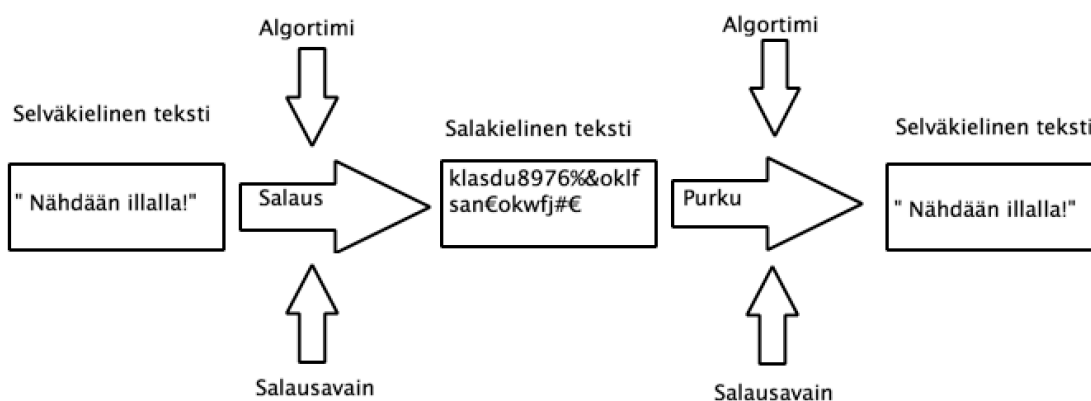 Algortimi
Algortimi
Selväkielinen teksti
Salakielinen teksti
Selväkielinen teksti
" Nähdään illalla!"
Salaus
klasdu8976%&oklf
san€okwfj#€
Purku
" Nähdään illalla!"
Salausavain
Salausavain